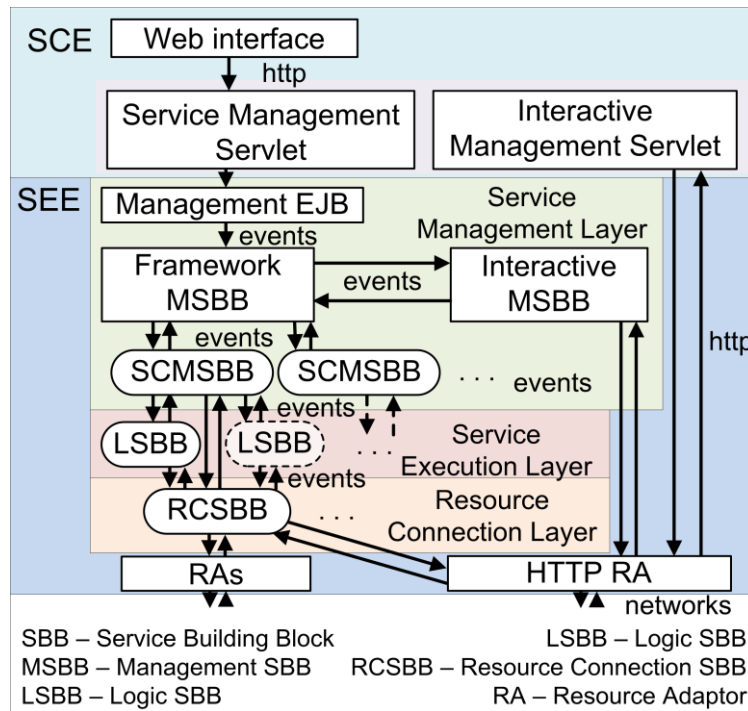 SCE
Web interface
http
Service Management
Servlet
Interactive
Management Servlet
SEE
Management EJB
Service
Management Layer
events
Framework
MSBB
events
Interactive
MSBB
events
http
SCMSBB
SCMSBB
. . .
events
events
LSBB
LSBB
. . .
Service
Execution Layer
events
RCSBB
. . .
Resource
Connection Layer
RAs
HTTP RA
networks
SBB – Service Building Block
LSBB – Logic SBB
MSBB – Management SBB
RCSBB – Resource Connection SBB
LSBB – Logic SBB
RA – Resource Adaptor